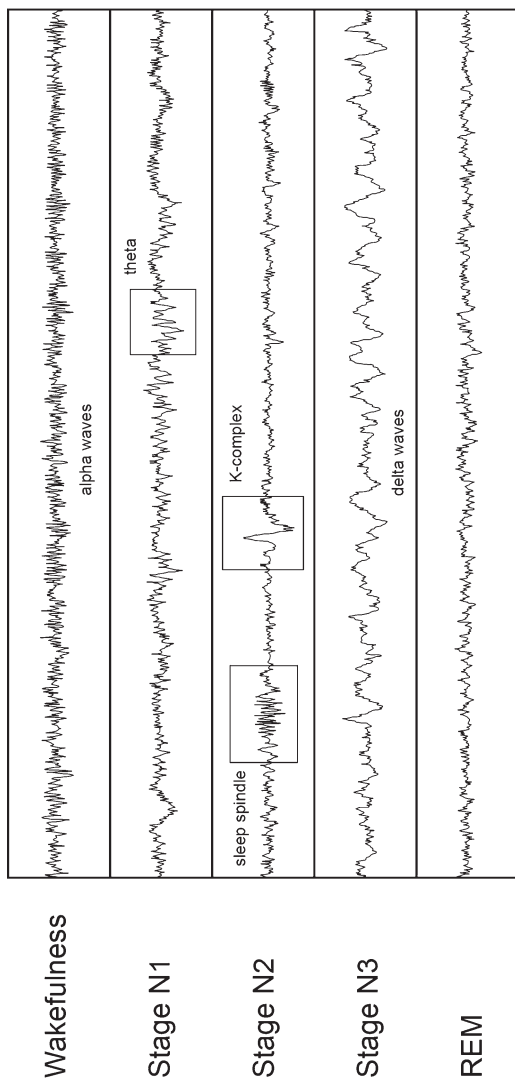 Wakefulness
alpha waves
Stage N1
theta
Stage N2
sleep spindle
K-complex
Stage N3
delta waves
REM